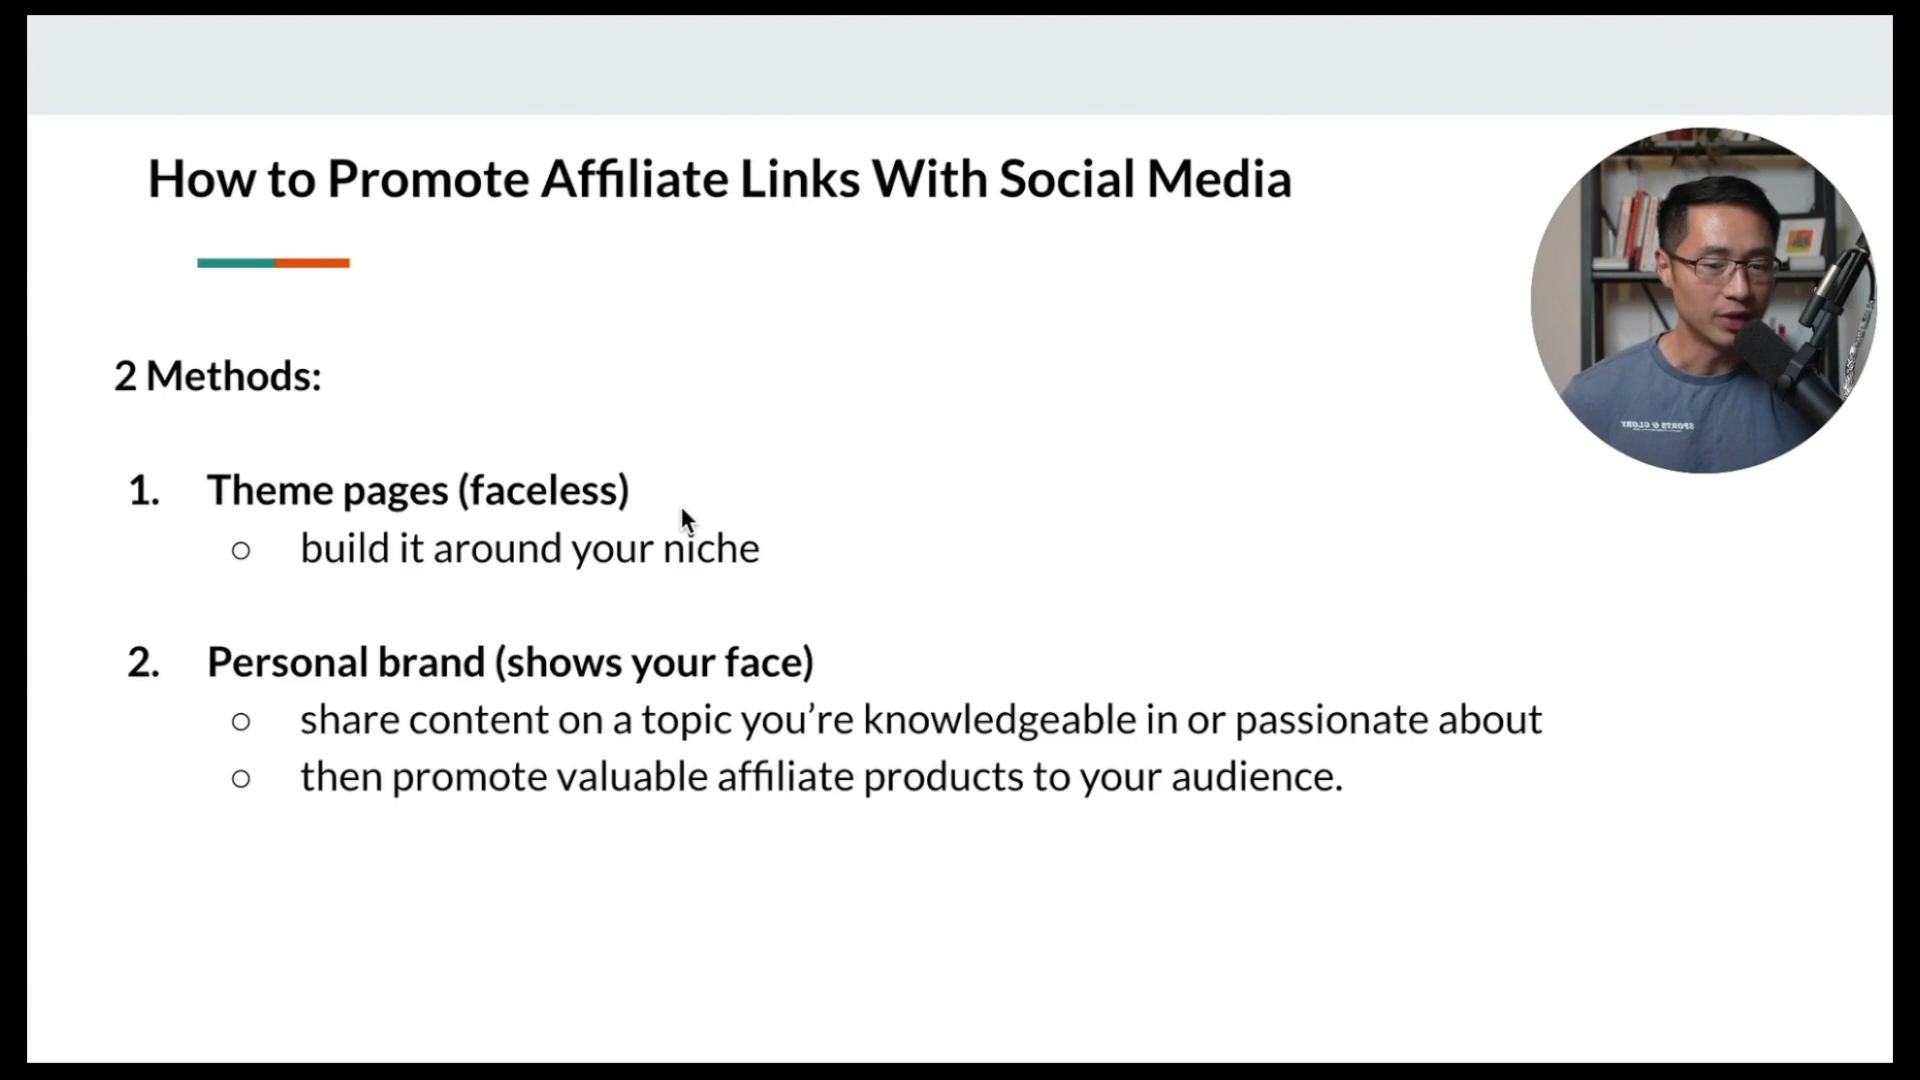 How to Promote Affiliate Links With Social Media
2 Methods:
1. Theme pages (faceless)
○ build it around your niche
2. Personal brand (shows your face)
○ share content on a topic you’re knowledgeable in or passionate about
○ then promote valuable affiliate products to your audience.
SPORTS & GLORY